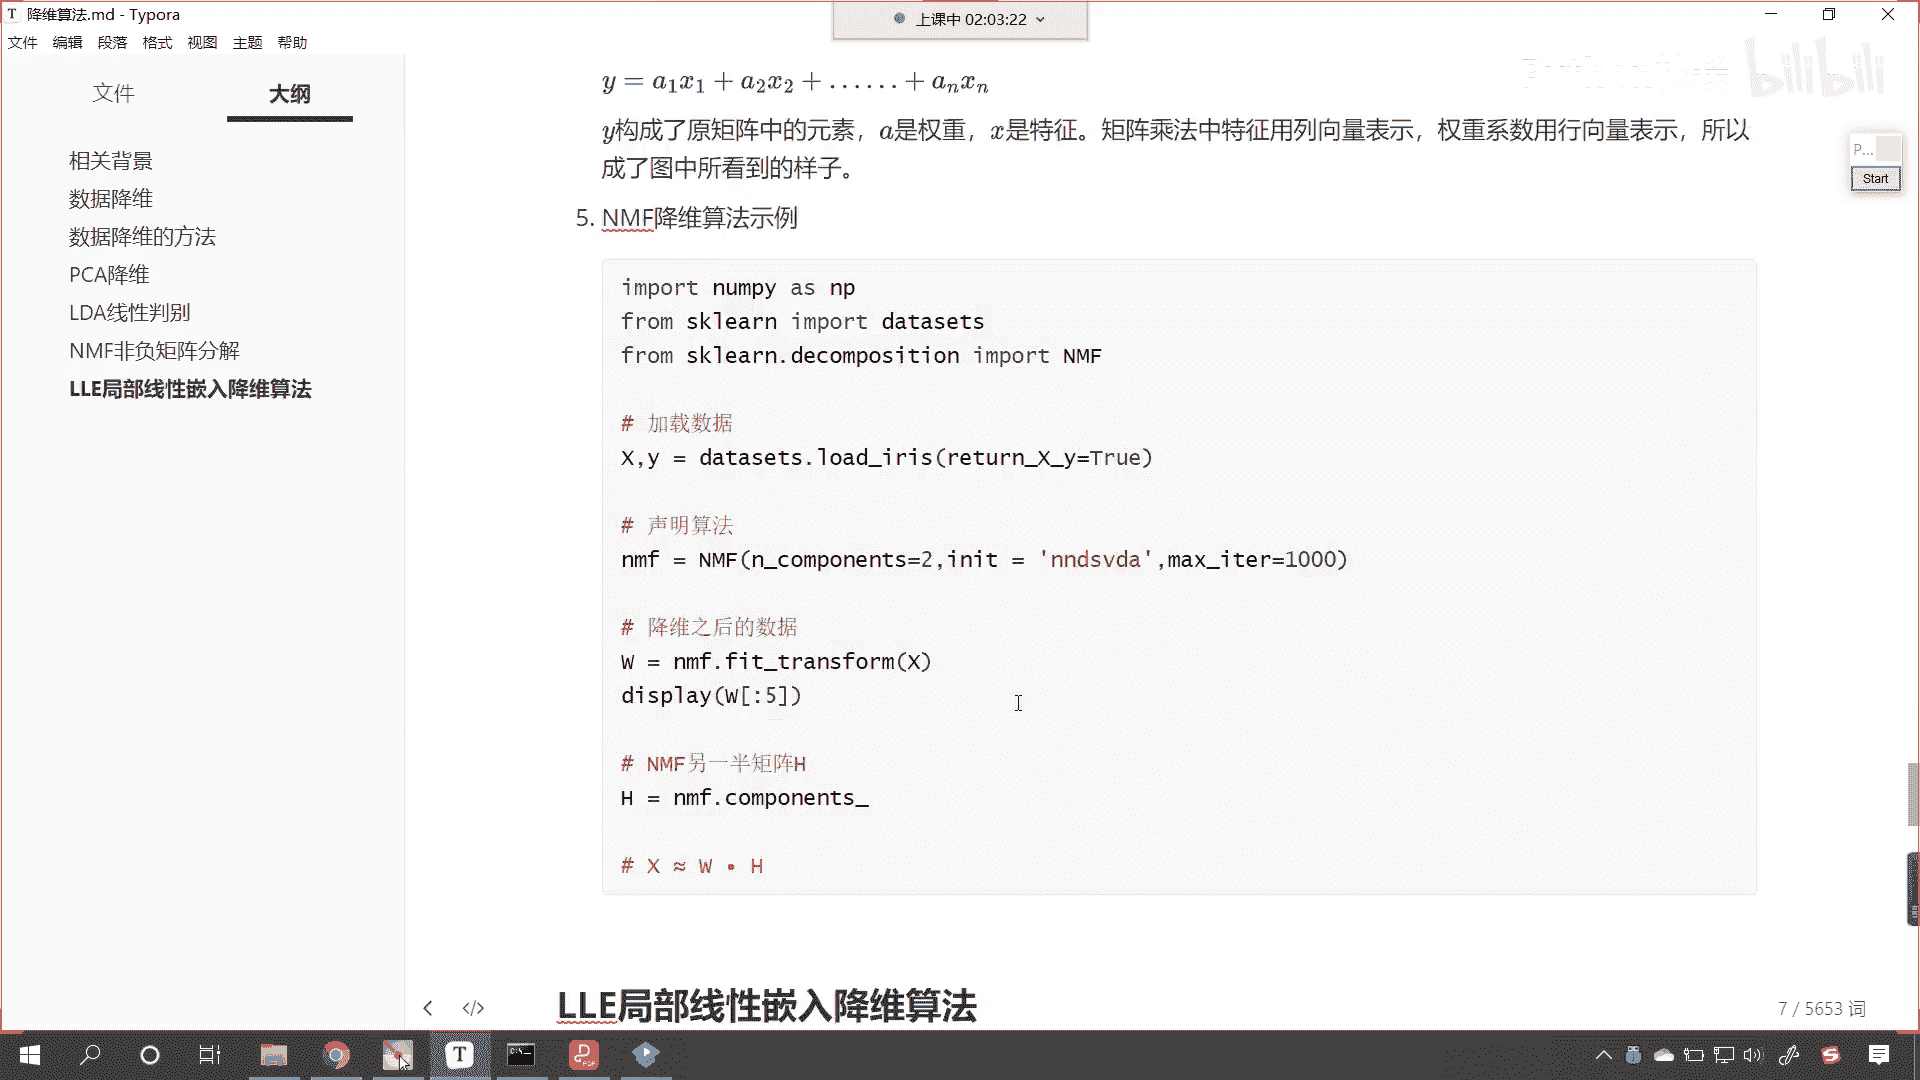 降维算法.md - Typora
上课中 02:03:22
文件 编辑 段落 格式 视图 主题 帮助
文件 大纲
相关背景
数据降维
数据降维的方法
PCA降维
LDA线性判别
NMF非负矩阵分解
LLE局部线性嵌入降维算法
y = a₁x₁ + a₂x₂ + …… + aₙxₙ
y构成了原矩阵中的元素，a是权重，x是特征。矩阵乘法中特征用列向量表示，权重系数用行向量表示，所以
成了图中所看到的样子。
5. NMF降维算法示例
import numpy as np
from sklearn import datasets
from sklearn.decomposition import NMF
# 加载数据
X,y = datasets.load_iris(return_X_y=True)
# 声明算法
nmf = NMF(n_components=2,init = 'nndsvda',max_iter=1000)
# 降维之后的数据
W = nmf.fit_transform(X)
display(W[:5])
# NMF另一半矩阵H
H = nmf.components_
# X ≈ W • H
LLE局部线性嵌入降维算法
7 / 5653 词
bilibili
P...
Start